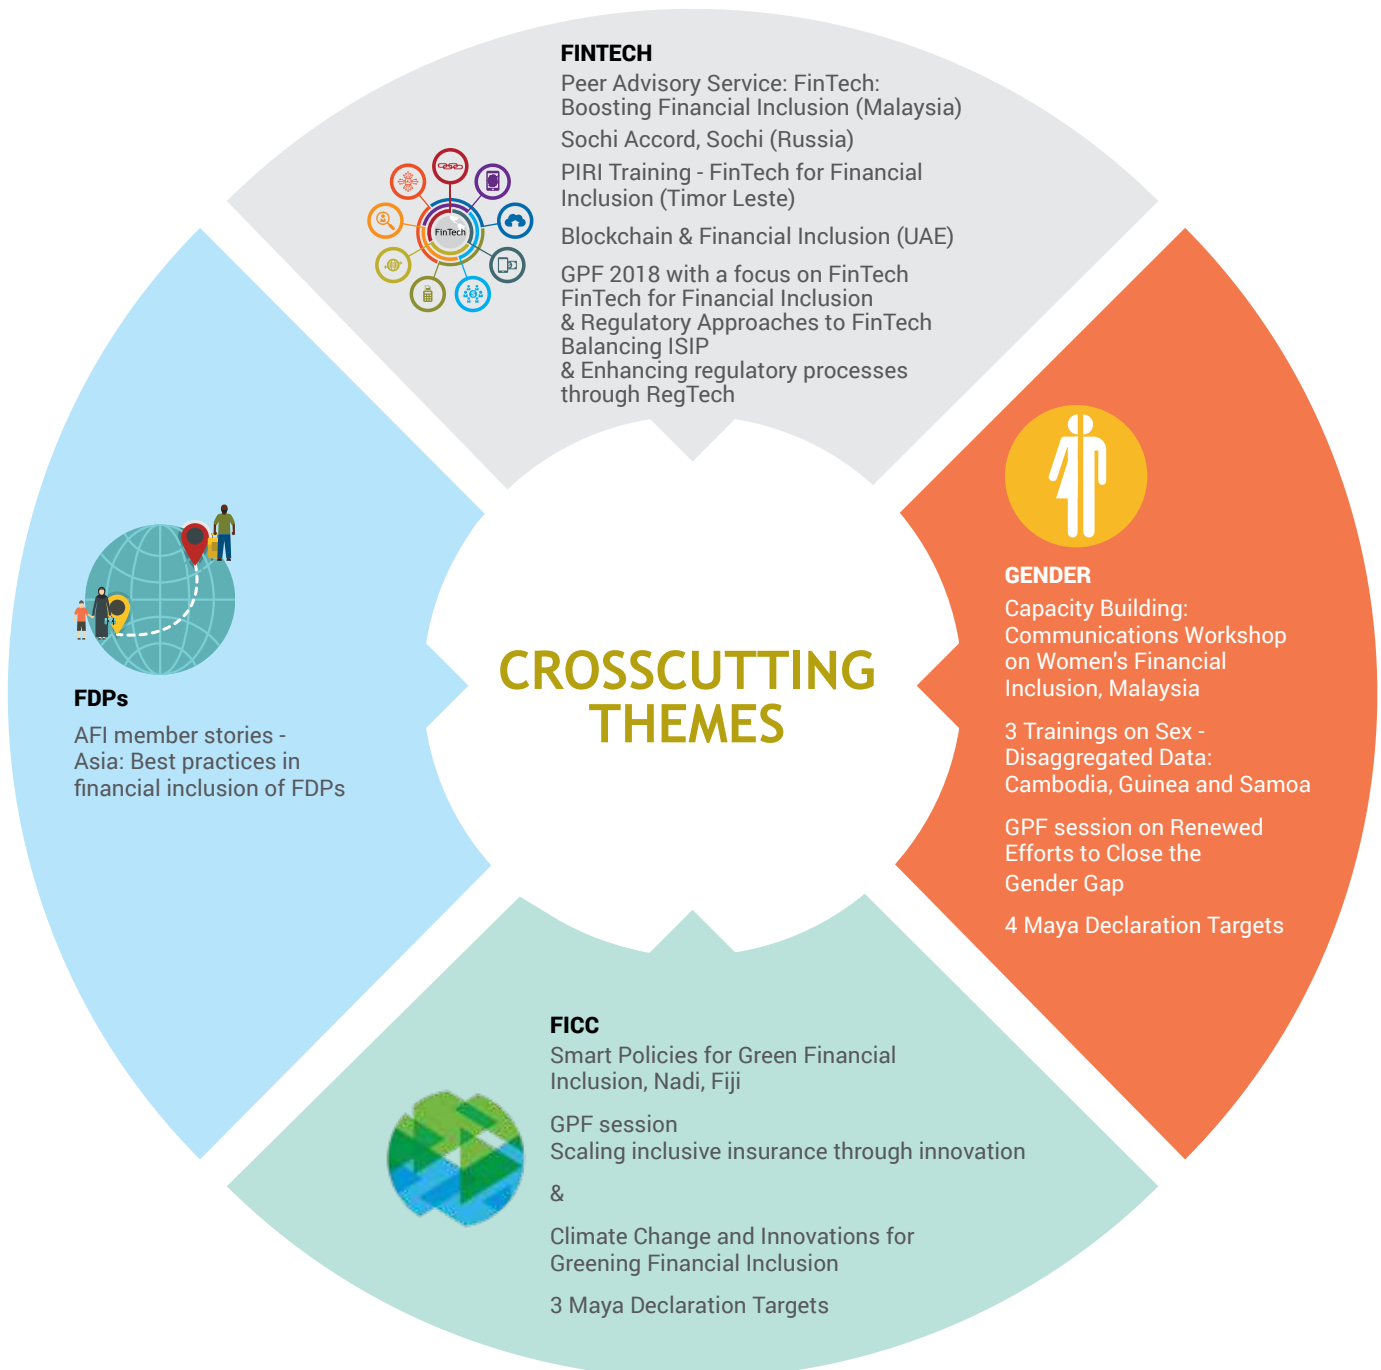 FINTECH
Peer Advisory Service: FinTech:
Boosting Financial Inclusion (Malaysia)
Sochi Accord, Sochi (Russia)
PIRI Training - FinTech for Financial
Inclusion (Timor Leste)
Blockchain & Financial Inclusion (UAE)
GPF 2018 with a focus on FinTech
FinTech for Financial Inclusion
& Regulatory Approaches to FinTech
Balancing ISIP
& Enhancing regulatory processes
through RegTech
FinTech
GENDER
Capacity Building:
Communications Workshop
on Women's Financial
Inclusion, Malaysia
3 Trainings on Sex -
Disaggregated Data:
Cambodia, Guinea and Samoa
GPF session on Renewed
Efforts to Close the
Gender Gap
4 Maya Declaration Targets
CROSSCUTTING
THEMES
FDPs
AFI member stories -
Asia: Best practices in
financial inclusion of FDPs
FICC
Smart Policies for Green Financial
Inclusion, Nadi, Fiji
GPF session
Scaling inclusive insurance through innovation
&
Climate Change and Innovations for
Greening Financial Inclusion
3 Maya Declaration Targets